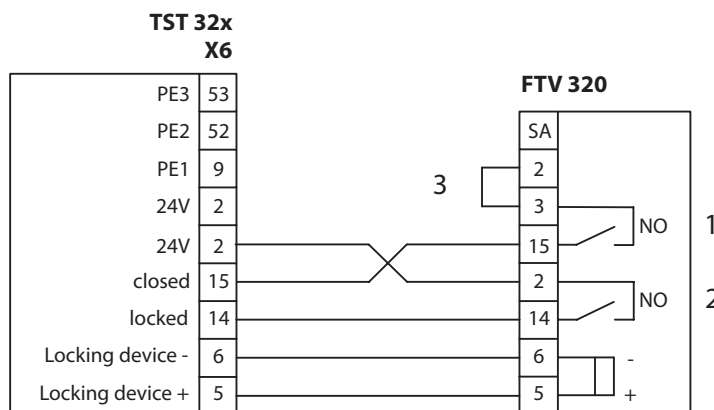 TST 32x
X6
FTV 320
PE3 53
PE2 52
SA
PE1 9
2
3
24V 2
3
NO
1
24V 2
15
closed 15
2
NO
2
locked 14
14
Locking device - 6
6
-
Locking device + 5
5
+